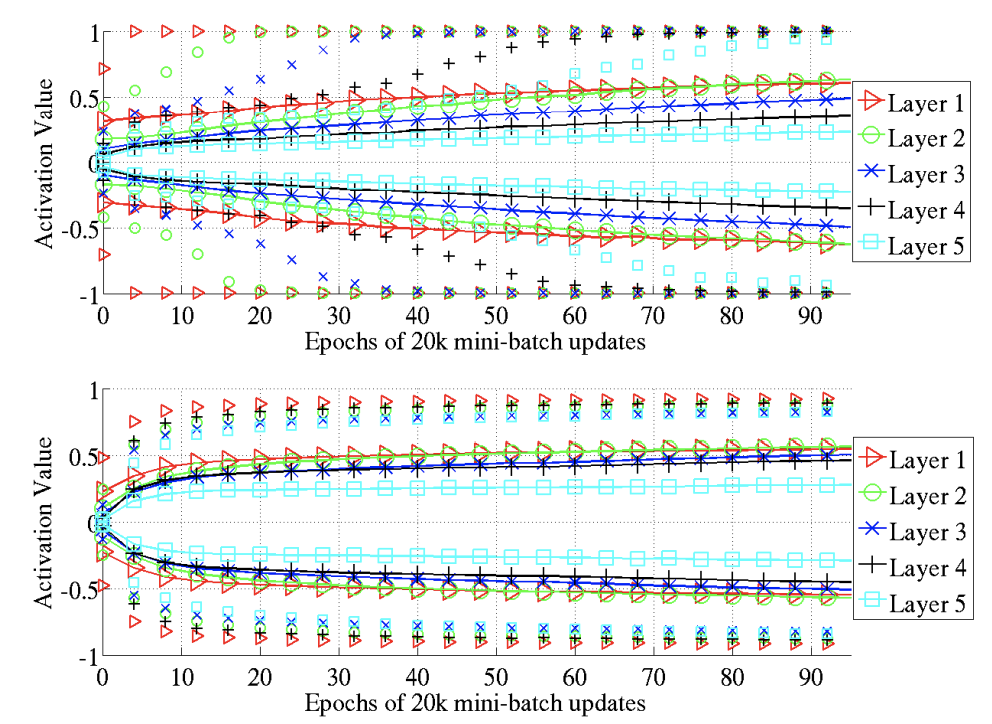 1
0.5
0
-0.5
-1
Activation Value
0 10 20 30 40 50 60 70 80 90
Epochs of 20k mini-batch updates
Layer 1
Layer 2
Layer 3
Layer 4
Layer 5
1
0.5
0
-0.5
-1
Activation Value
0 10 20 30 40 50 60 70 80 90
Epochs of 20k mini-batch updates
Layer 1
Layer 2
Layer 3
Layer 4
Layer 5